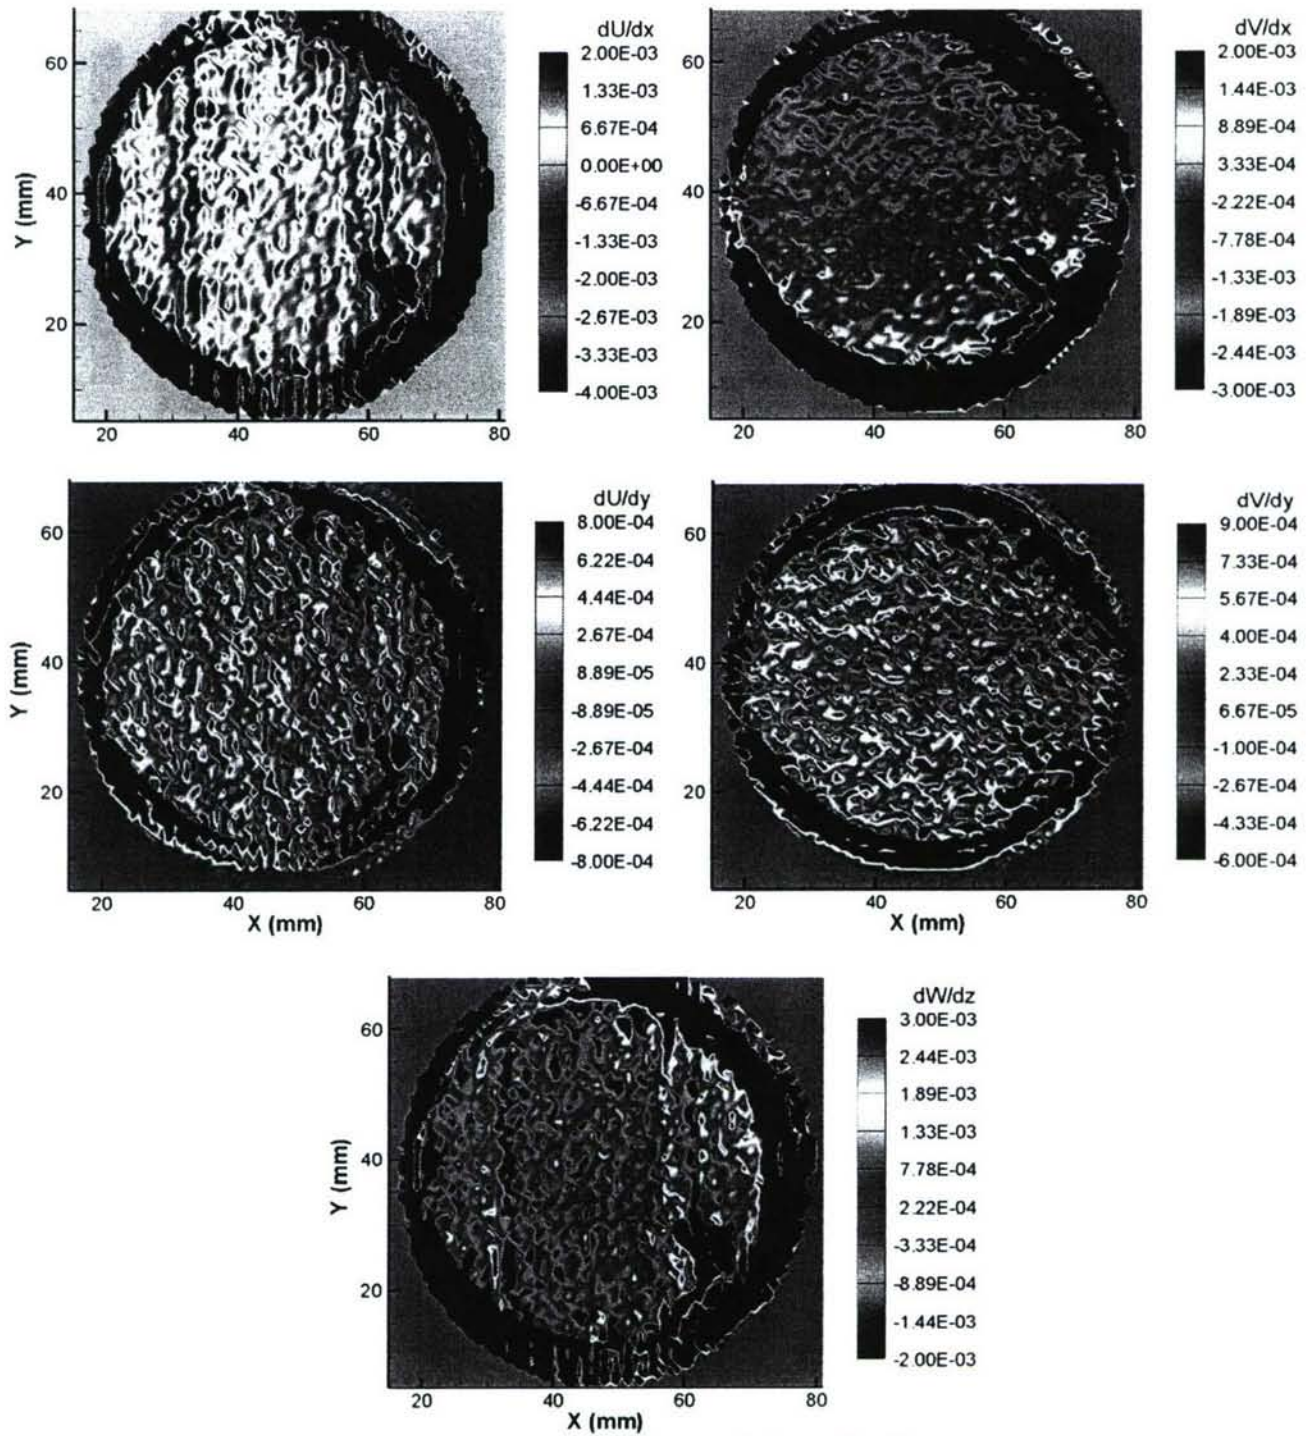 dU/dx
2.00E-03
1.33E-03
6.67E-04
0.00E+00
-6.67E-04
-1.33E-03
-2.00E-03
-2.67E-03
-3.33E-03
-4.00E-03
60
40
20
Y (mm)
20 40 60 80
dV/dx
2.00E-03
1.44E-03
8.89E-04
3.33E-04
-2.22E-04
-7.78E-04
-1.33E-03
-1.89E-03
-2.44E-03
-3.00E-03
60
40
20
20 40 60 80
dU/dy
8.00E-04
6.22E-04
4.44E-04
2.67E-04
8.89E-05
-8.89E-05
-2.67E-04
-4.44E-04
-6.22E-04
-8.00E-04
60
40
20
Y (mm)
20 40 60 80
X (mm)
dV/dy
9.00E-04
7.33E-04
5.67E-04
4.00E-04
2.33E-04
6.67E-05
-1.00E-04
-2.67E-04
-4.33E-04
-6.00E-04
60
40
20
20 40 60 80
X (mm)
dW/dz
3.00E-03
2.44E-03
1.89E-03
1.33E-03
7.78E-04
2.22E-04
-3.33E-04
-8.89E-04
-1.44E-03
-2.00E-03
60
40
20
Y (mm)
20 40 60 80
X (mm)